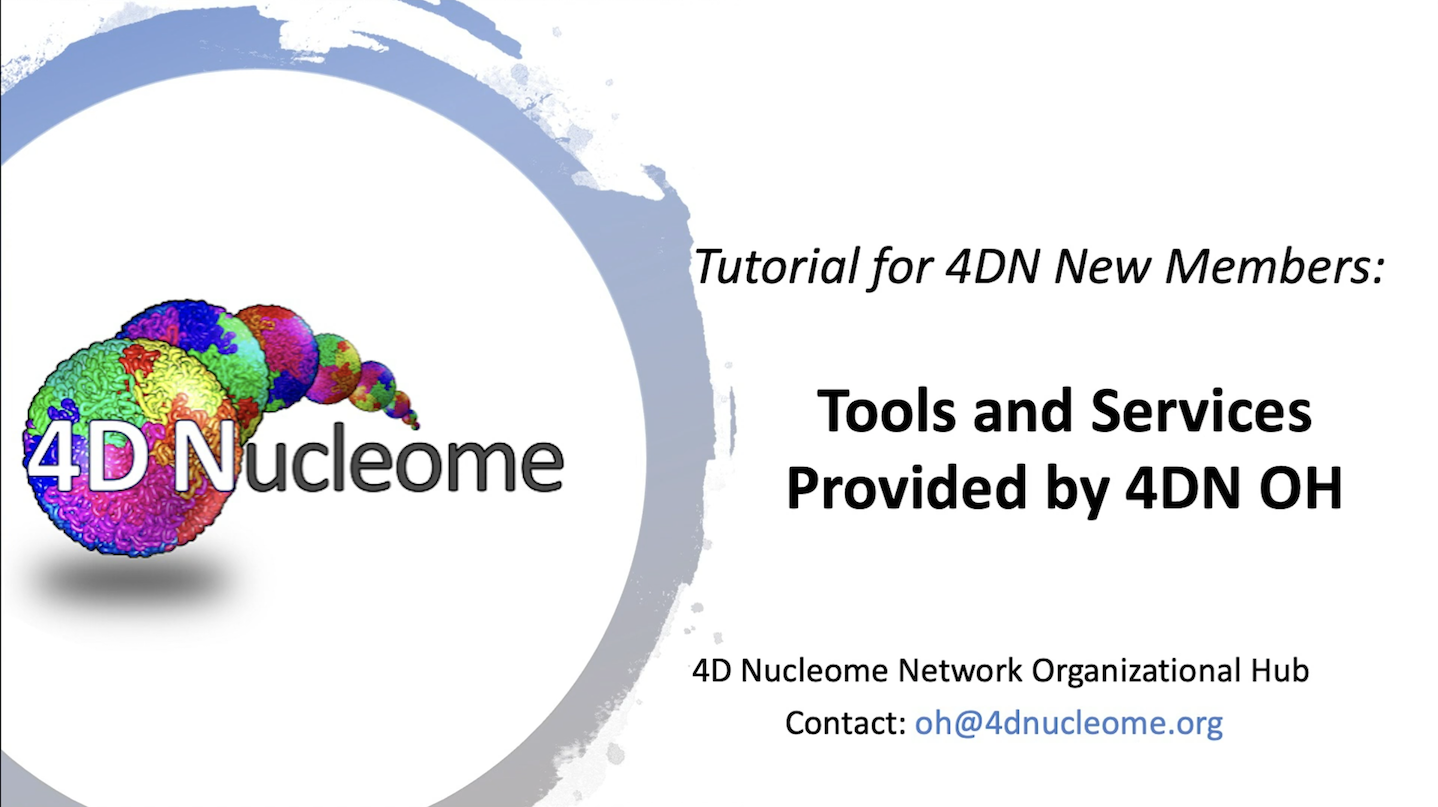 4D Nucleome
Tutorial for 4DN New Members:
Tools and Services
Provided by 4DN OH
4D Nucleome Network Organizational Hub
Contact: oh@4dnucleome.org